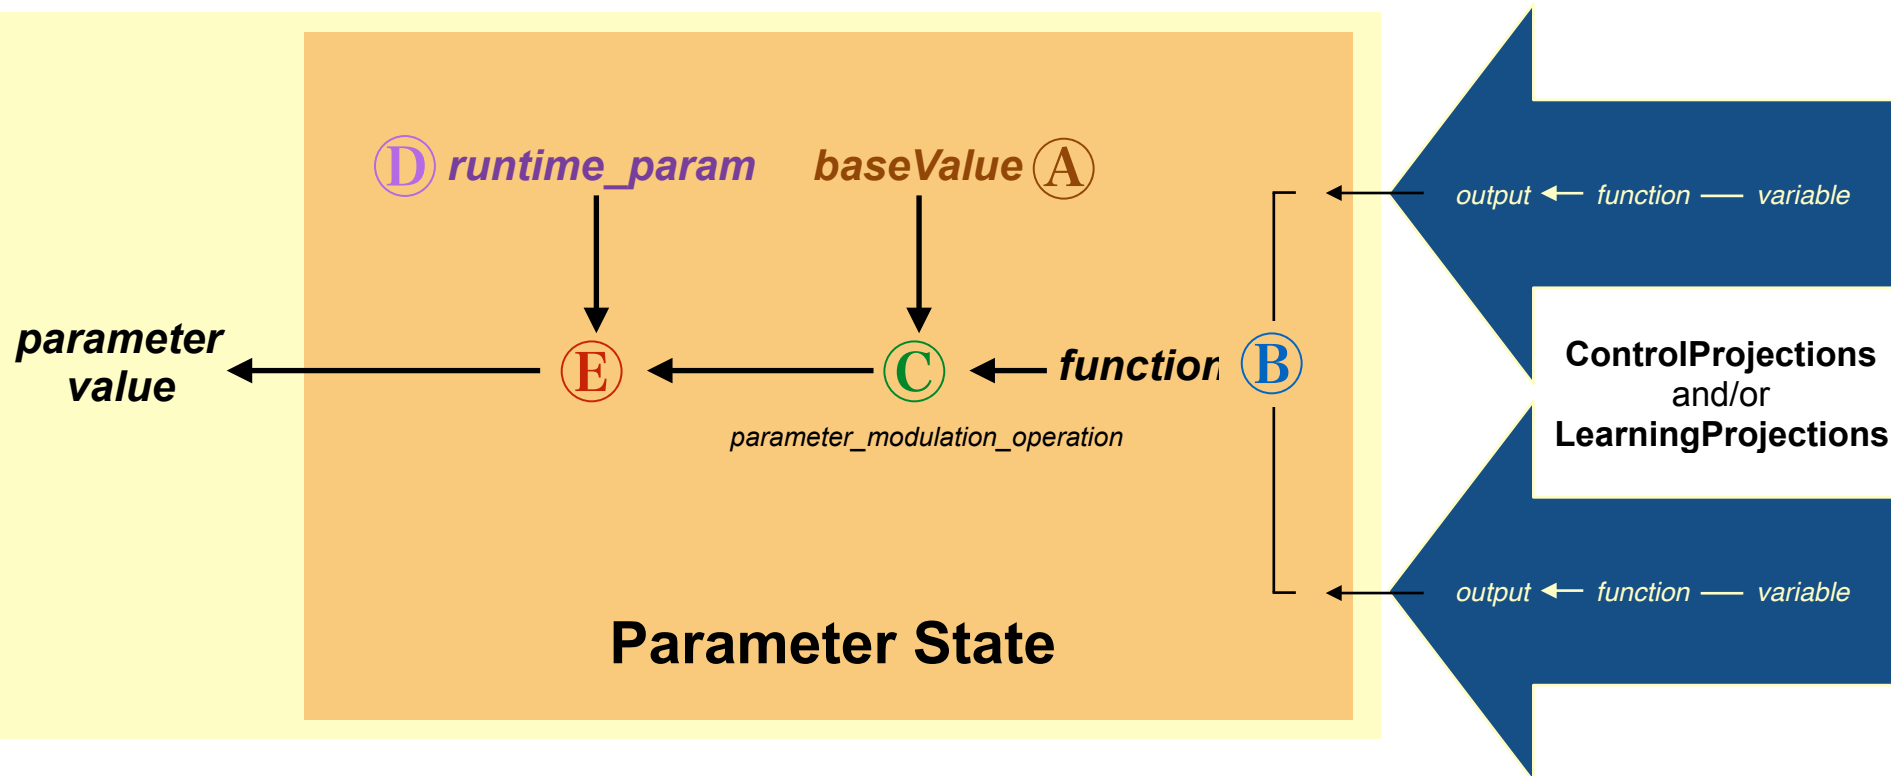 D runtime_param baseValue A
output function variable
parameter
value
E C function B
ControlProjections
and/or
LearningProjections
parameter_modulation_operation
output function variable
Parameter State